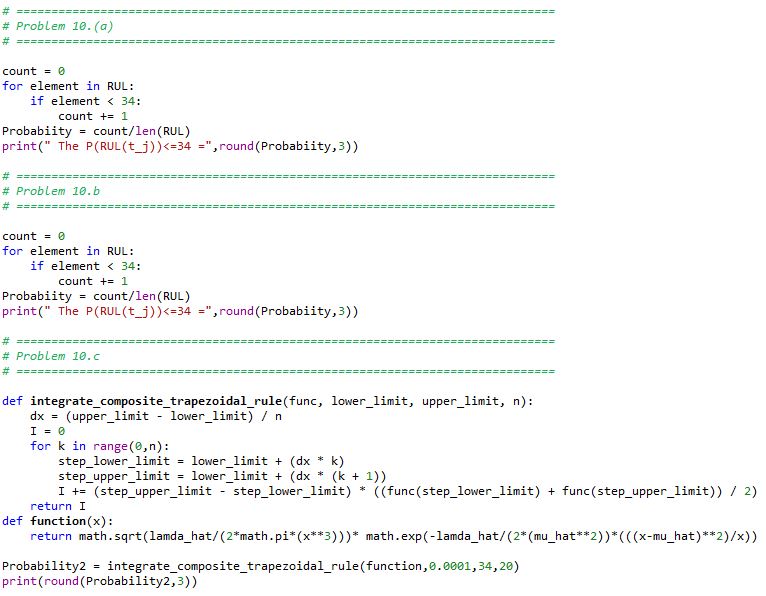 # =============================================================================
# Problem 10.(a)
# =============================================================================
count = 0
for element in RUL:
    if element < 34:
        count += 1
Probabiity = count/len(RUL)
print(" The P(RUL(t_j))<=34 =",round(Probabiity,3))
# =============================================================================
# Problem 10.b
# =============================================================================
count = 0
for element in RUL:
    if element < 34:
        count += 1
Probabiity = count/len(RUL)
print(" The P(RUL(t_j))<=34 =",round(Probabiity,3))
# =============================================================================
# Problem 10.c
# =============================================================================
def integrate_composite_trapezoidal_rule(func, lower_limit, upper_limit, n):
    dx = (upper_limit - lower_limit) / n
    I = 0
    for k in range(0,n):
        step_lower_limit = lower_limit + (dx * k)
        step_upper_limit = lower_limit + (dx * (k + 1))
        I += (step_upper_limit - step_lower_limit) * ((func(step_lower_limit) + func(step_upper_limit)) / 2)
    return I
def function(x):
    return math.sqrt(lamda_hat/(2*math.pi*(x**3)))* math.exp(-lamda_hat/(2*(mu_hat**2))*(((x-mu_hat)**2)/x))
Probability2 = integrate_composite_trapezoidal_rule(function,0.0001,34,20)
print(round(Probability2,3))